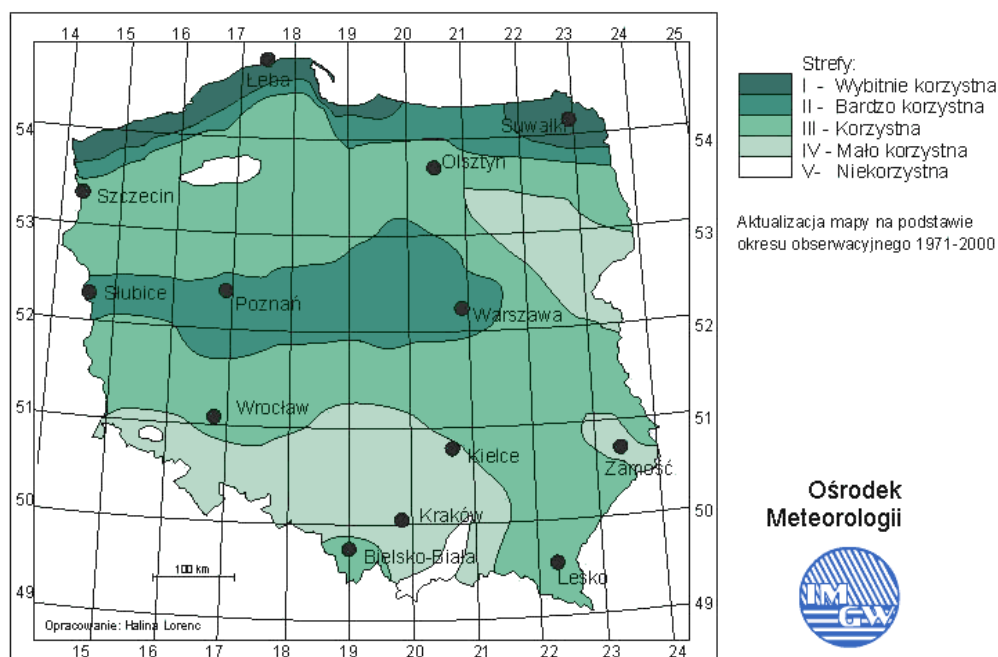 14 15 16 17 18 19 20 21 22 23 24 25
Łeba
54
Suwałki
54
Olsztyn
Szczecin
53
53
Słubice
Poznań
Warszawa
52
52
51
Wrocław
51
Kielce
Zamość
50
Kraków
50
Bielsko-Biała
Lesko
100 km
49
49
Opracowanie: Halina Lorenc
15 16 17 18 19 20 21 22 23 24
Strefy:
I - Wybitnie korzystna
II - Bardzo korzystna
III - Korzystna
IV - Mało korzystna
V- Niekorzystna
Aktualizacja mapy na podstawie
okresu obserwacyjnego 1971-2000
Ośrodek
Meteorologii
IM
GW